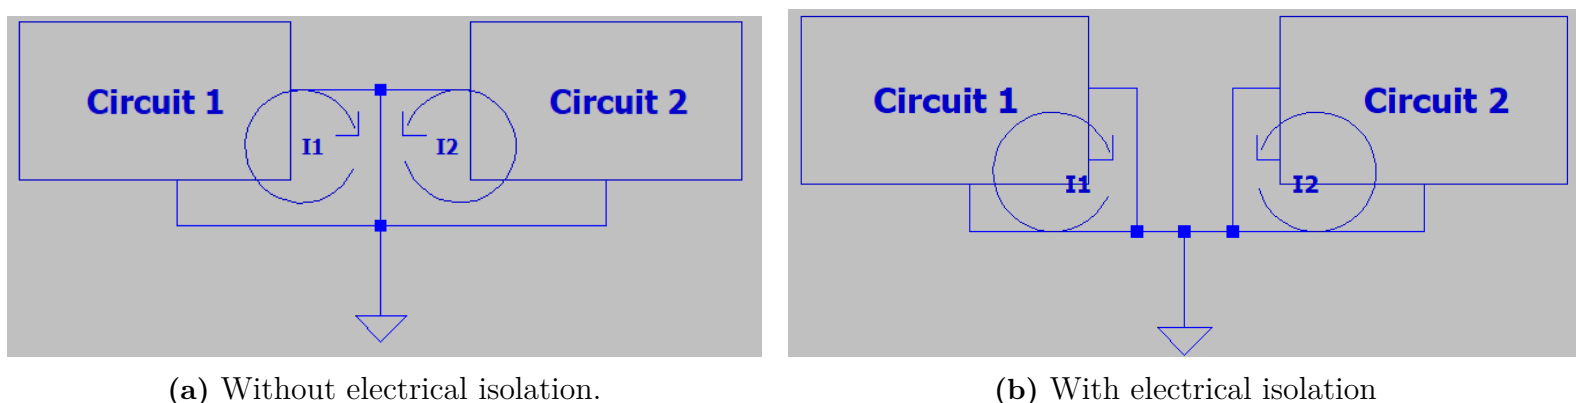 Circuit 1
Circuit 2
I1
I2
(a) Without electrical isolation.
Circuit 1
Circuit 2
I1
I2
(b) With electrical isolation